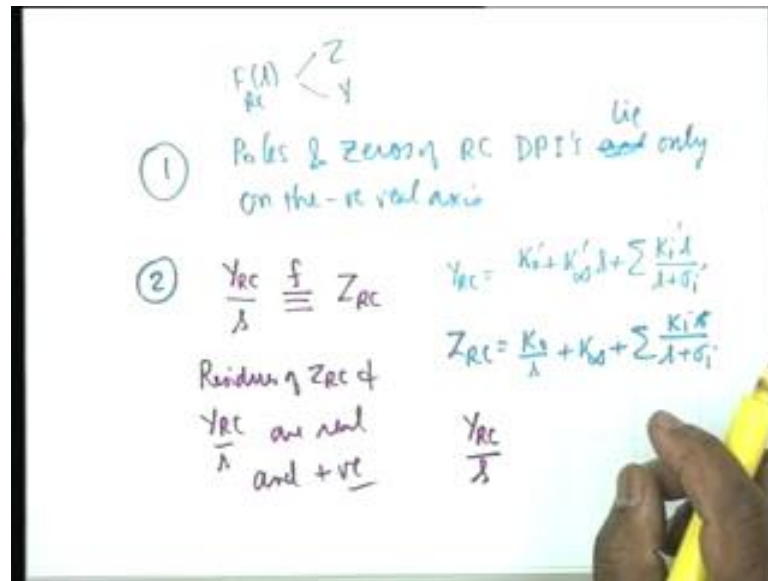 F(s) Z
RC Y
① Poles & Zeros of RC DPI's lie only
on the -ve real axis
② Y_RC/s f≡ Z_RC
Y_RC = K₀' + K∞' s + Σ Kᵢ's/(s+σᵢ')
Z_RC = K₀/s + K∞ + Σ Kᵢ/(s+σᵢ)
Residues of Z_RC &
Y_RC/s are real
and +ve
Y_RC/s